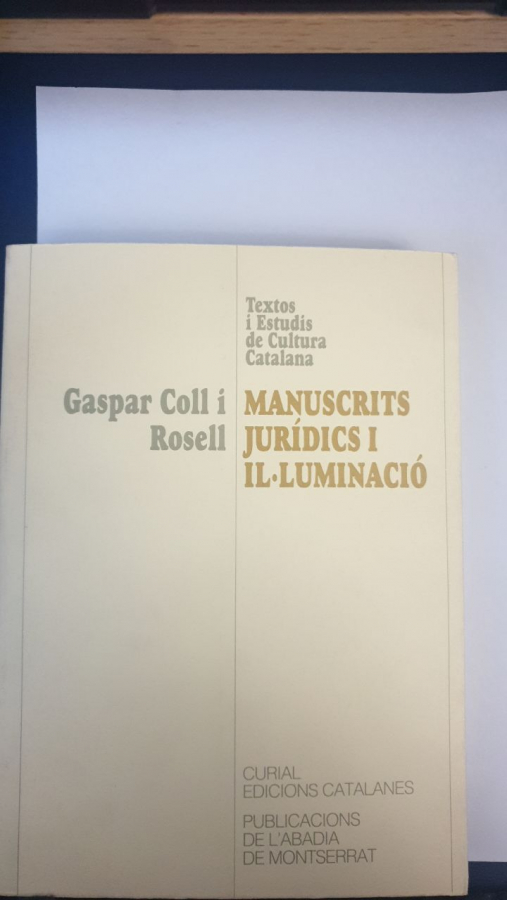 Textos
i Estudis
de Cultura
Catalana
Gaspar Coll i
Rosell
MANUSCRITS
JURÍDICS I
IL·LUMINACIÓ
CURIAL
EDICIONS CATALANES
PUBLICACIONS
DE L'ABADIA
DE MONTSERRAT